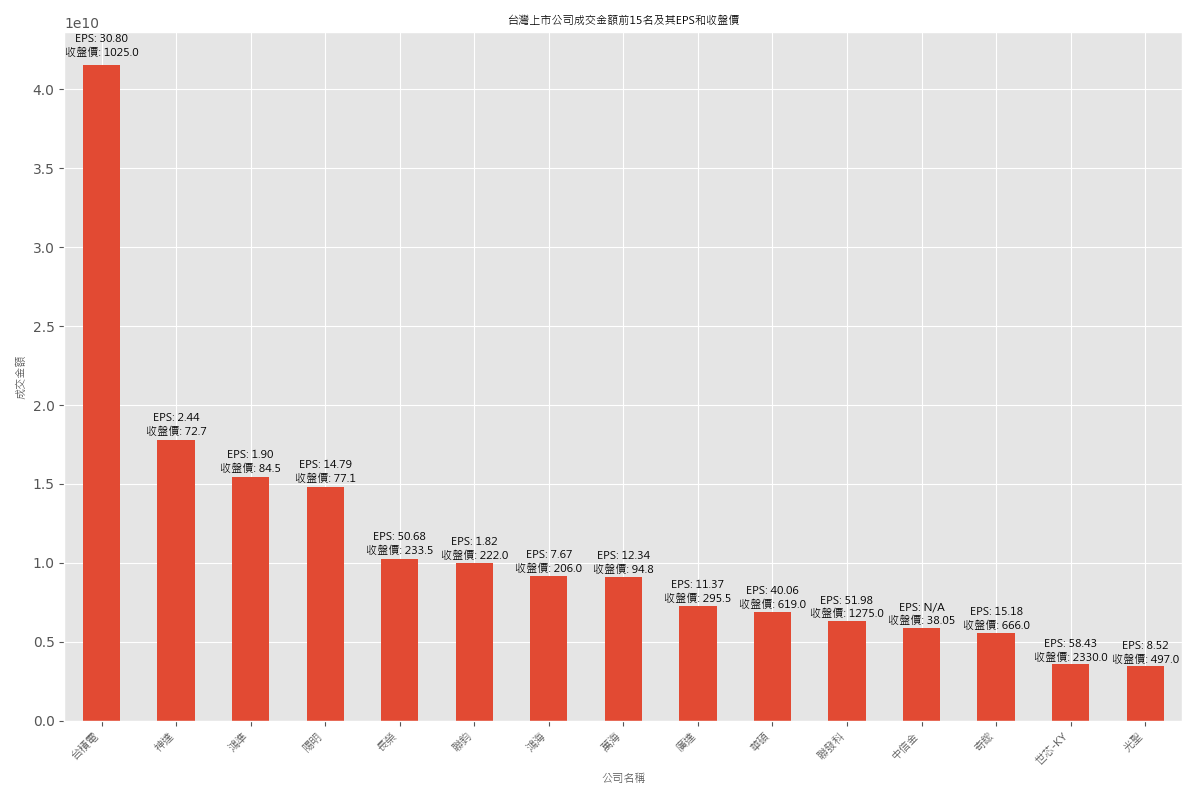 台灣上市公司成交金額前15名及其EPS和收盤價
1e10
4.0
3.5
3.0
2.5
2.0
1.5
1.0
0.5
0.0
成交金額
EPS: 30.80
收盤價: 1025.0
EPS: 2.44
收盤價: 72.7
EPS: 1.90
收盤價: 84.5
EPS: 14.79
收盤價: 77.1
EPS: 50.68
收盤價: 233.5
EPS: 1.82
收盤價: 222.0
EPS: 7.67
收盤價: 206.0
EPS: 12.34
收盤價: 94.8
EPS: 11.37
收盤價: 295.5
EPS: 40.06
收盤價: 619.0
EPS: 51.98
收盤價: 1275.0
EPS: N/A
收盤價: 38.05
EPS: 15.18
收盤價: 666.0
EPS: 58.43
收盤價: 2330.0
EPS: 8.52
收盤價: 497.0
台積電
神達
鴻準
陽明
長榮
聯鈞
鴻海
萬海
廣達
華碩
聯發科
中信金
奇鋐
世芯-KY
光聖
公司名稱